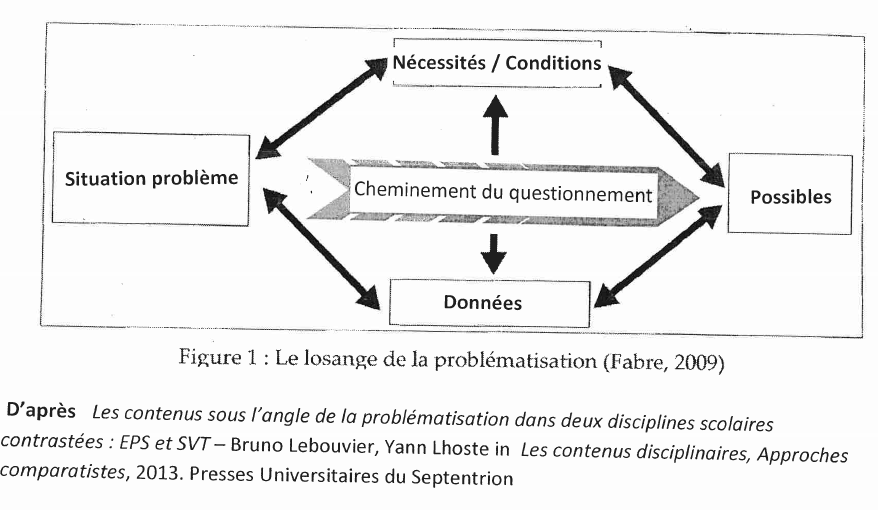 Nécessités / Conditions
Situation problème
Cheminement du questionnement
Possibles
Données
Figure 1 : Le losange de la problématisation (Fabre, 2009)
D'après Les contenus sous l'angle de la problématisation dans deux disciplines scolaires
contrastées : EPS et SVT – Bruno Lebouvier, Yann Lhoste in Les contenus disciplinaires, Approches
comparatistes, 2013. Presses Universitaires du Septentrion